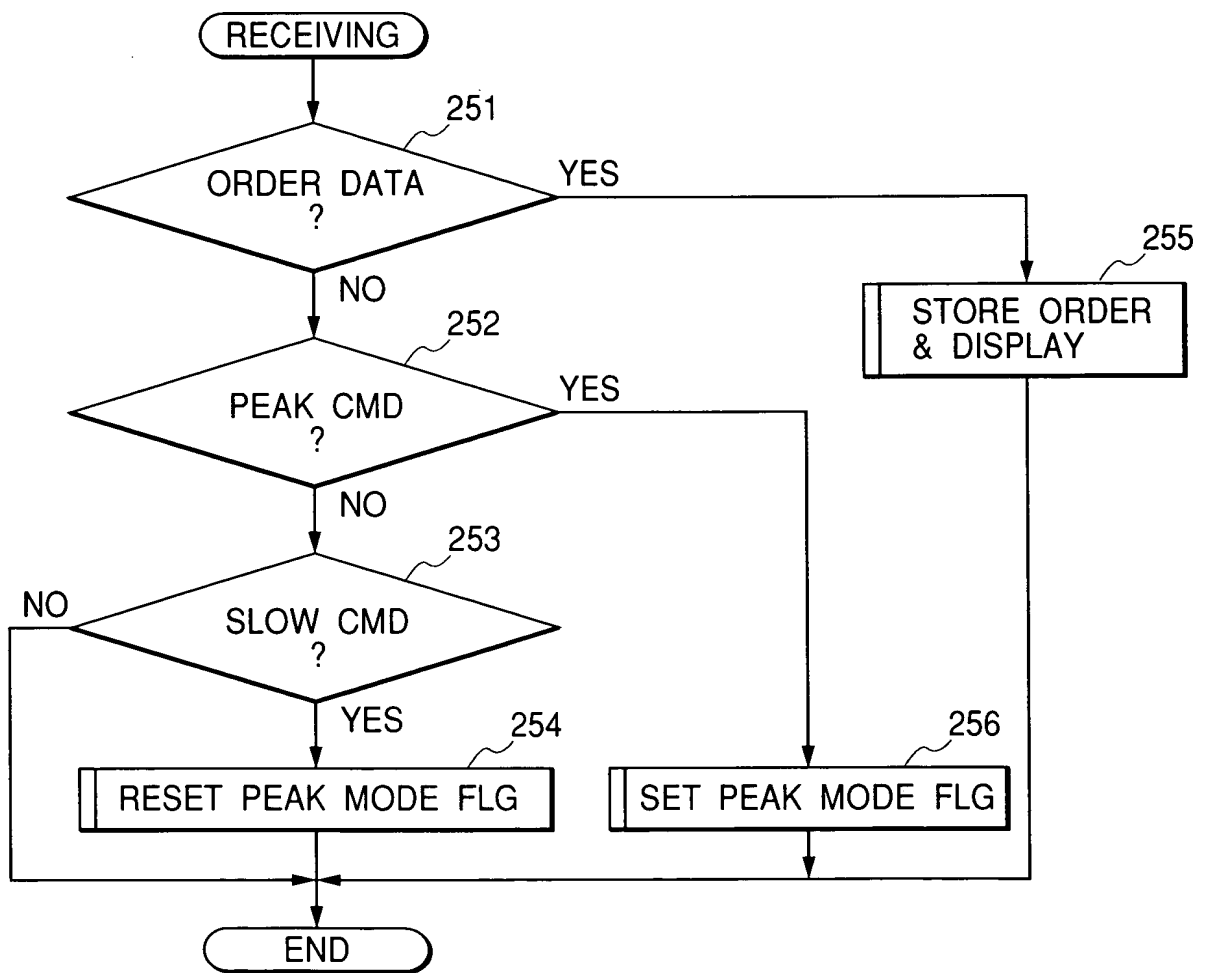 RECEIVING
251
ORDER DATA
?
YES
NO
255
STORE ORDER
& DISPLAY
252
PEAK CMD
?
YES
NO
253
NO
SLOW CMD
?
YES
254
RESET PEAK MODE FLG
256
SET PEAK MODE FLG
END